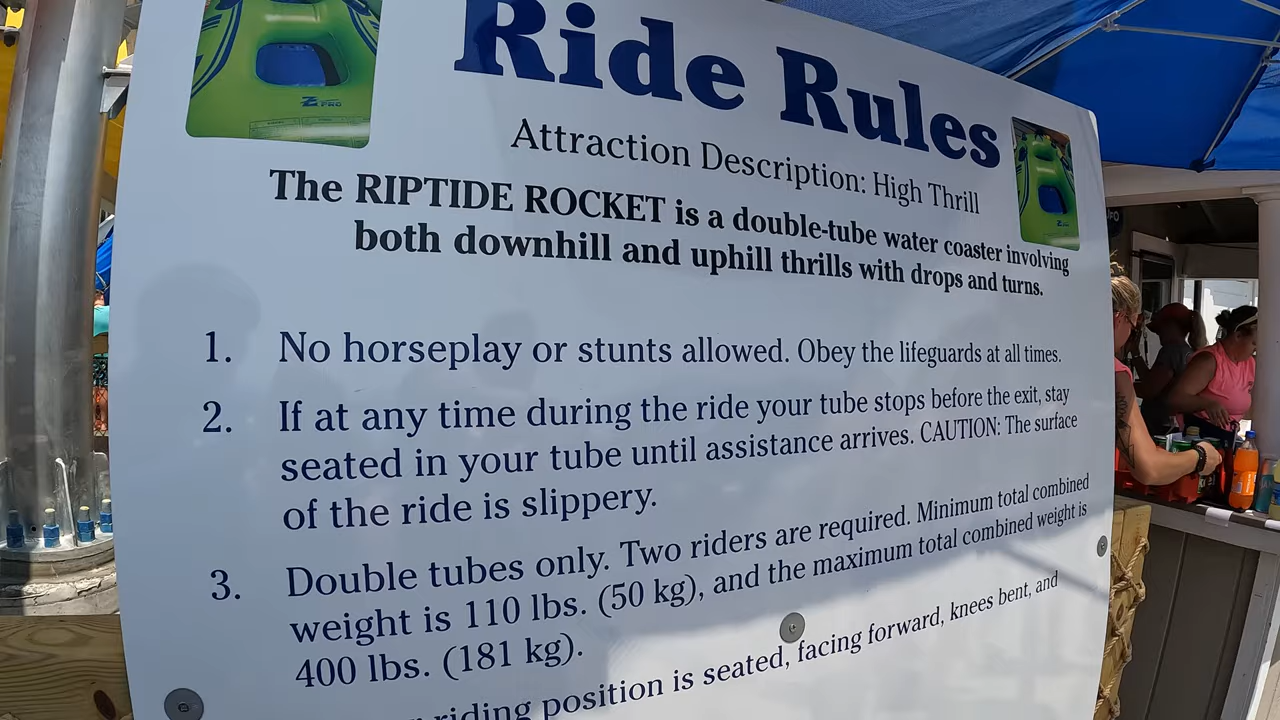 Ride Rules
Attraction Description: High Thrill
The RIPTIDE ROCKET is a double-tube water coaster involving
both downhill and uphill thrills with drops and turns.
1. No horseplay or stunts allowed. Obey the lifeguards at all times.
2. If at any time during the ride your tube stops before the exit, stay
seated in your tube until assistance arrives. CAUTION: The surface
of the ride is slippery.
3. Double tubes only. Two riders are required. Minimum total combined
weight is 110 lbs. (50 kg), and the maximum total combined weight is
400 lbs. (181 kg).
riding position is seated, facing forward, knees bent, and
Z PRO